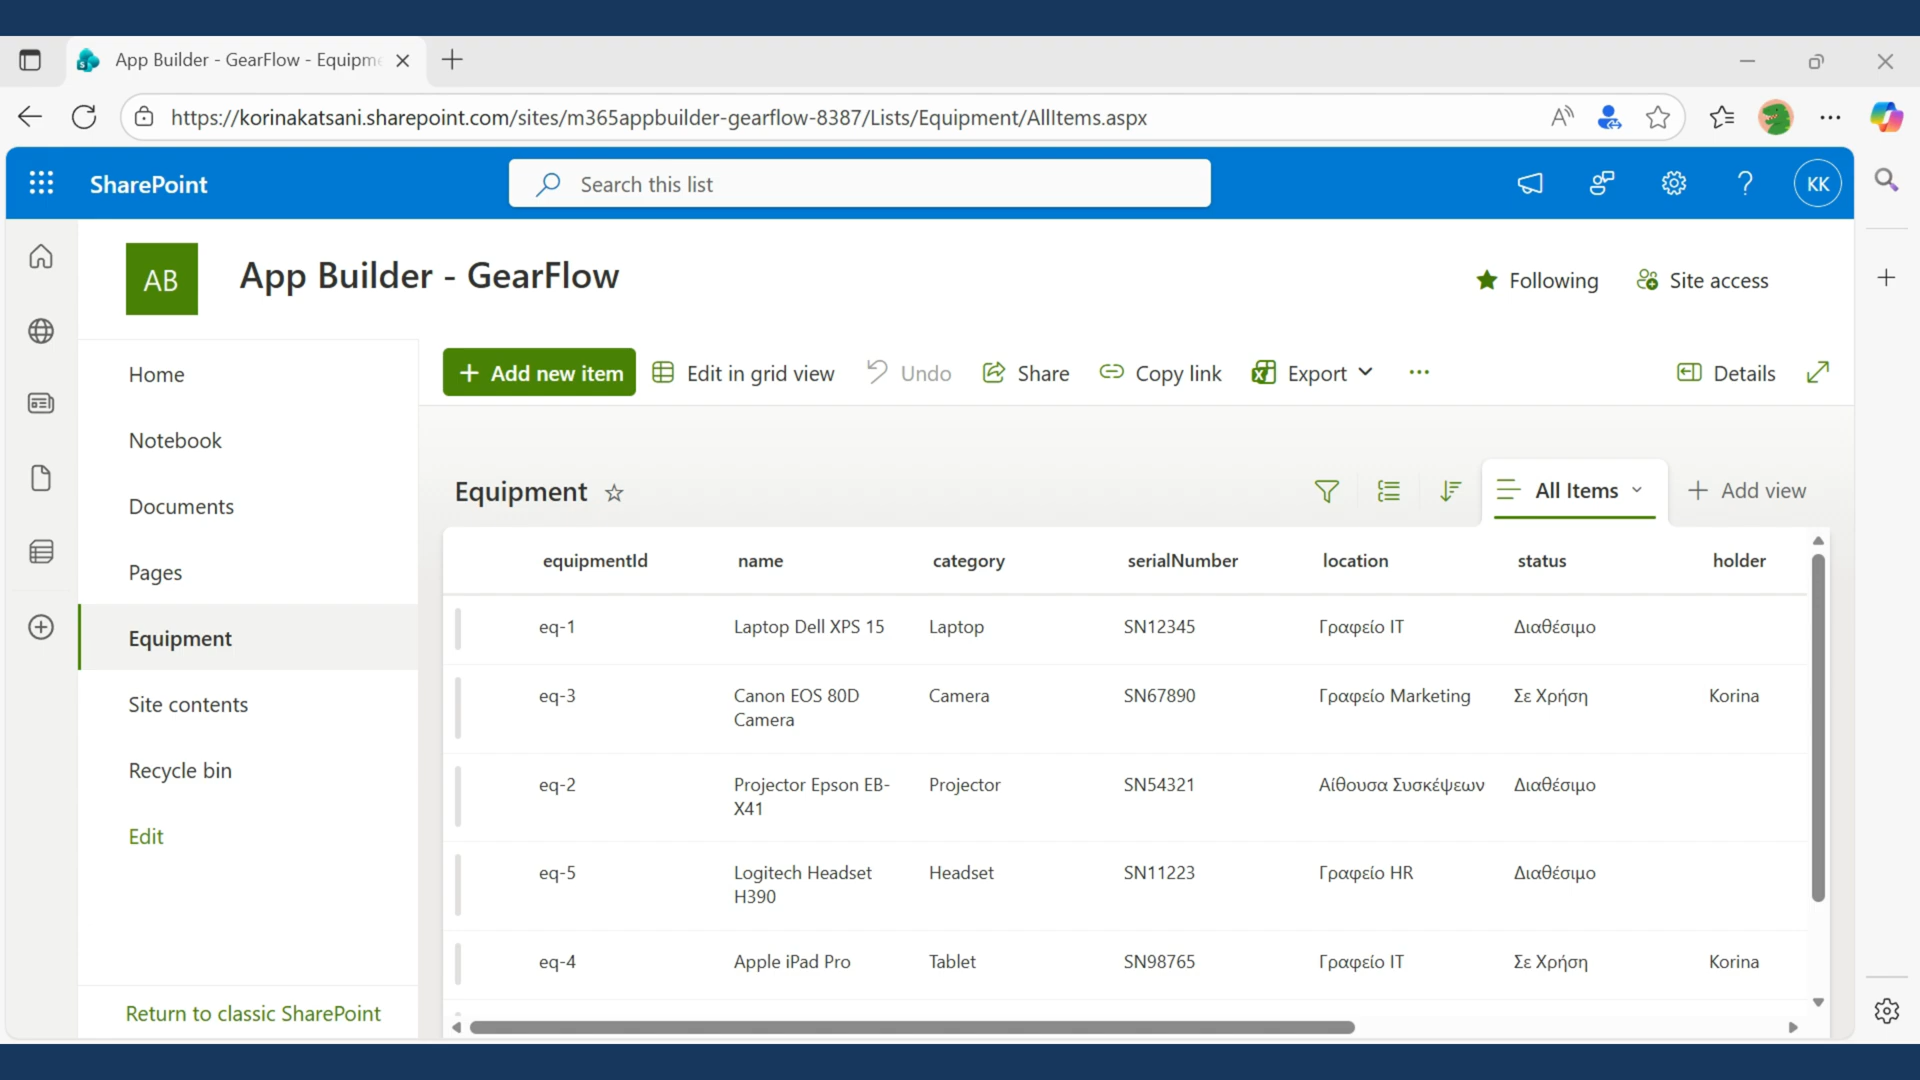 App Builder - GearFlow - Equipm
https://korinakatsani.sharepoint.com/sites/m365appbuilder-gearflow-8387/Lists/Equipment/AllItems.aspx
SharePoint
Search this list
KK
AB
App Builder - GearFlow
Following
Site access
Home
Notebook
Documents
Pages
Equipment
Site contents
Recycle bin
Edit
Return to classic SharePoint
Add new item
Edit in grid view
Undo
Share
Copy link
Export
Details
Equipment
All Items
Add view
equipmentId name category serialNumber location status holder
eq-1 Laptop Dell XPS 15 Laptop SN12345 Γραφείο IT Διαθέσιμο
eq-3 Canon EOS 80D Camera SN67890 Γραφείο Marketing Σε Χρήση Korina
Camera
eq-2 Projector Epson EB- Projector SN54321 Αίθουσα Συσκέψεων Διαθέσιμο
X41
eq-5 Logitech Headset Headset SN11223 Γραφείο HR Διαθέσιμο
H390
eq-4 Apple iPad Pro Tablet SN98765 Γραφείο IT Σε Χρήση Korina